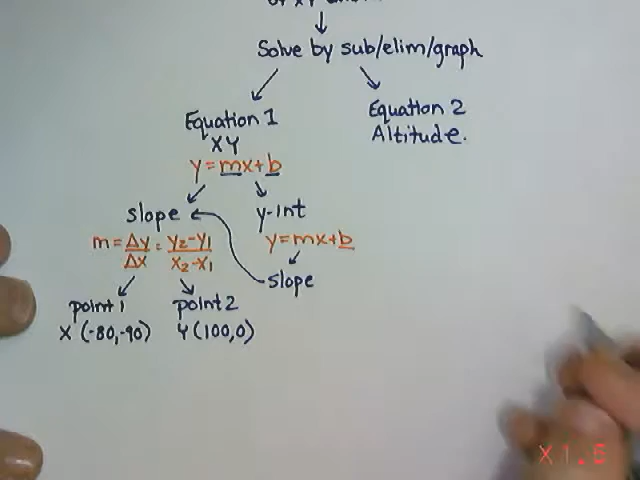 Solve by sub/elim/graph
Equation 1
XY
y=mx+b
Equation 2
Altitude.
slope
m=Δy/Δx=y2-y1/x2-x1
y-int
y=mx+b
slope
point 1
X (-80,-90)
point 2
Y (100,0)
X1.6